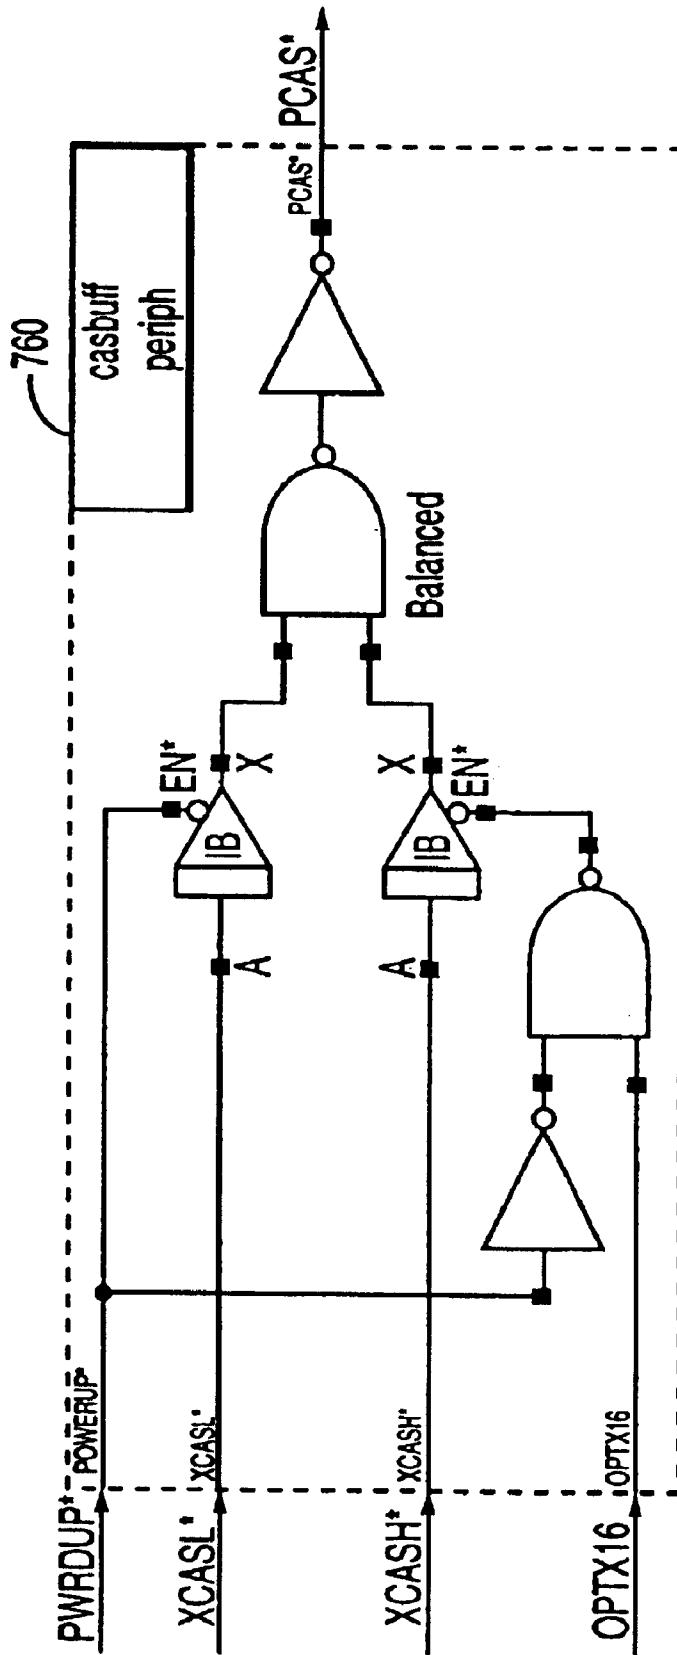 760
casbuff
periph
PWRDUP*
POWERUP*
EN*
IB
X
XCASL*
XCASL*
A
PCAS*
PCAS*
Balanced
XCASH*
XCASH*
A
IB
X
EN*
OPTX16
OPTX16